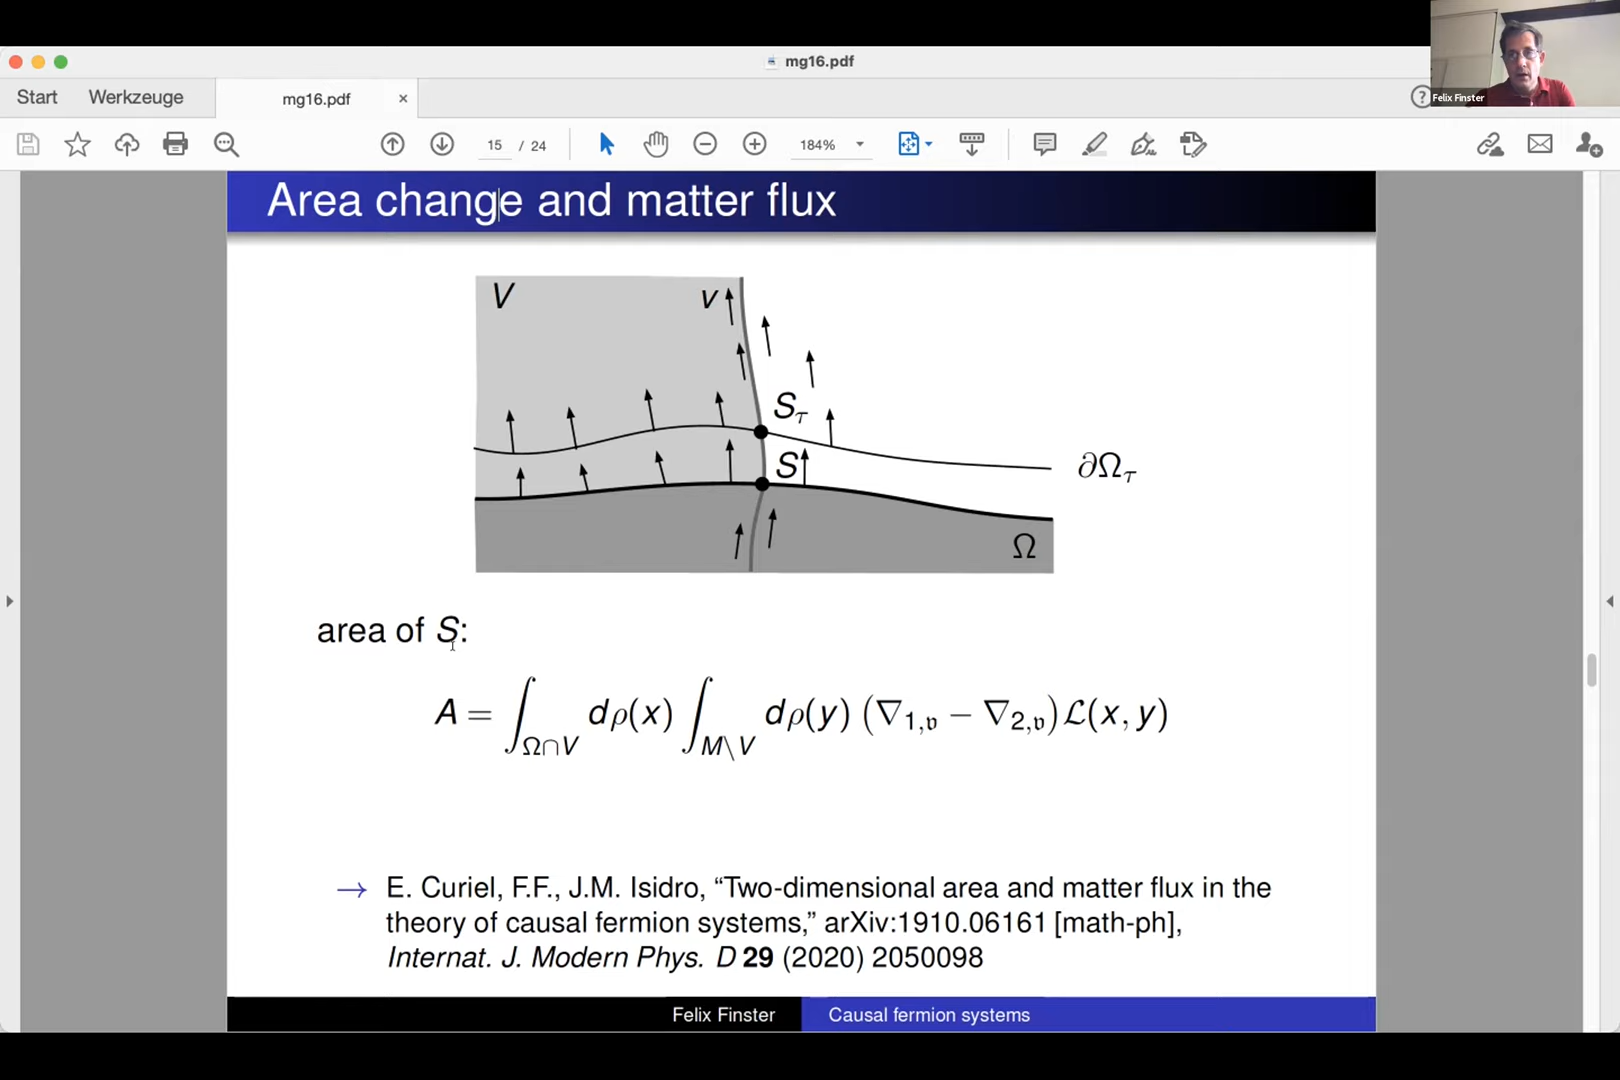 mg16.pdf
Start Werkzeuge mg16.pdf ×
Felix Finster
15 / 24 184%
Area change and matter flux
V v
S_τ
S
∂Ω_τ
Ω
area of S:
A = ∫_{Ω∩V} dρ(x) ∫_{M\V} dρ(y) (∇_{1,𝔳} − ∇_{2,𝔳}) ℒ(x, y)
→ E. Curiel, F.F., J.M. Isidro, “Two-dimensional area and matter flux in the
theory of causal fermion systems,” arXiv:1910.06161 [math-ph],
Internat. J. Modern Phys. D 29 (2020) 2050098
Felix Finster Causal fermion systems